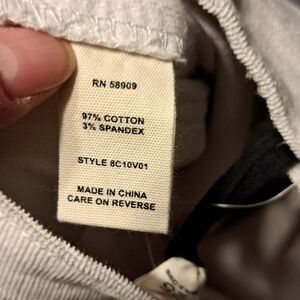 RN 58909
97% COTTON
3% SPANDEX
STYLE 8C10V01
MADE IN CHINA
CARE ON REVERSE